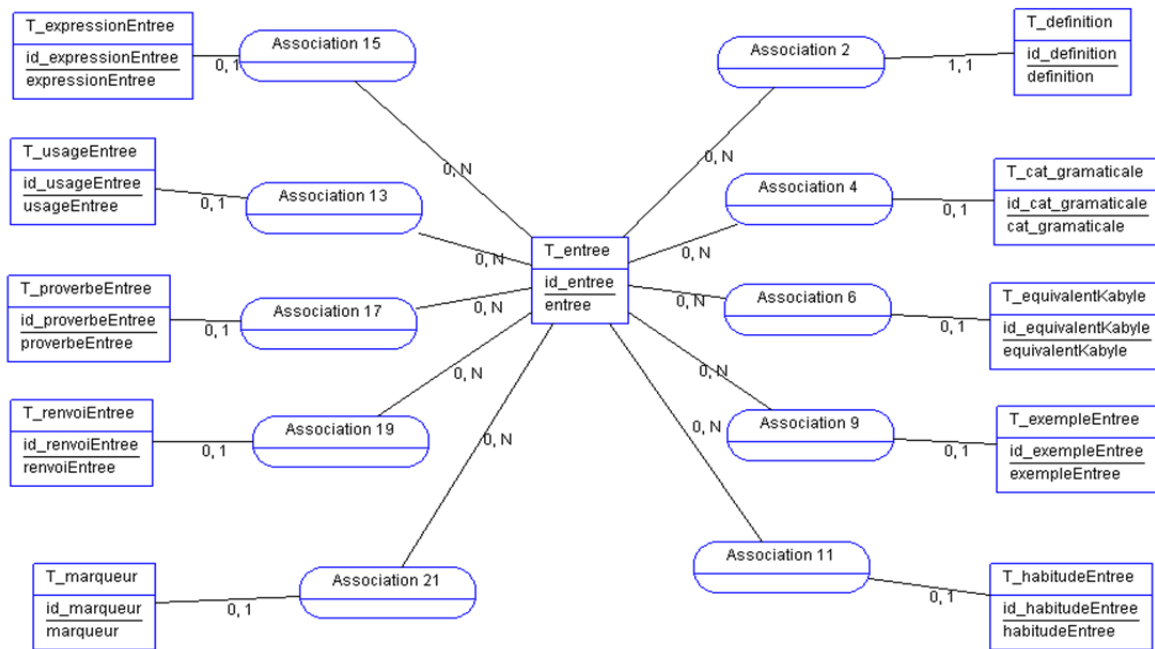 T_expressionEntree
id_expressionEntree
expressionEntree
0, 1
Association 15
0, N
Association 2
0, N
1, 1
T_definition
id_definition
definition
T_usageEntree
id_usageEntree
usageEntree
0, 1
Association 13
0, N
Association 4
0, N
0, 1
T_cat_gramaticale
id_cat_gramaticale
cat_gramaticale
T_entree
id_entree
entree
T_proverbeEntree
id_proverbeEntree
proverbeEntree
0, 1
Association 17
0, N
Association 6
0, N
0, 1
T_equivalentKabyle
id_equivalentKabyle
equivalentKabyle
T_renvoiEntree
id_renvoiEntree
renvoiEntree
0, 1
Association 19
0, N
Association 9
0, N
0, 1
T_exempleEntree
id_exempleEntree
exempleEntree
T_marqueur
id_marqueur
marqueur
0, 1
Association 21
0, N
Association 11
0, N
0, 1
T_habitudeEntree
id_habitudeEntree
habitudeEntree